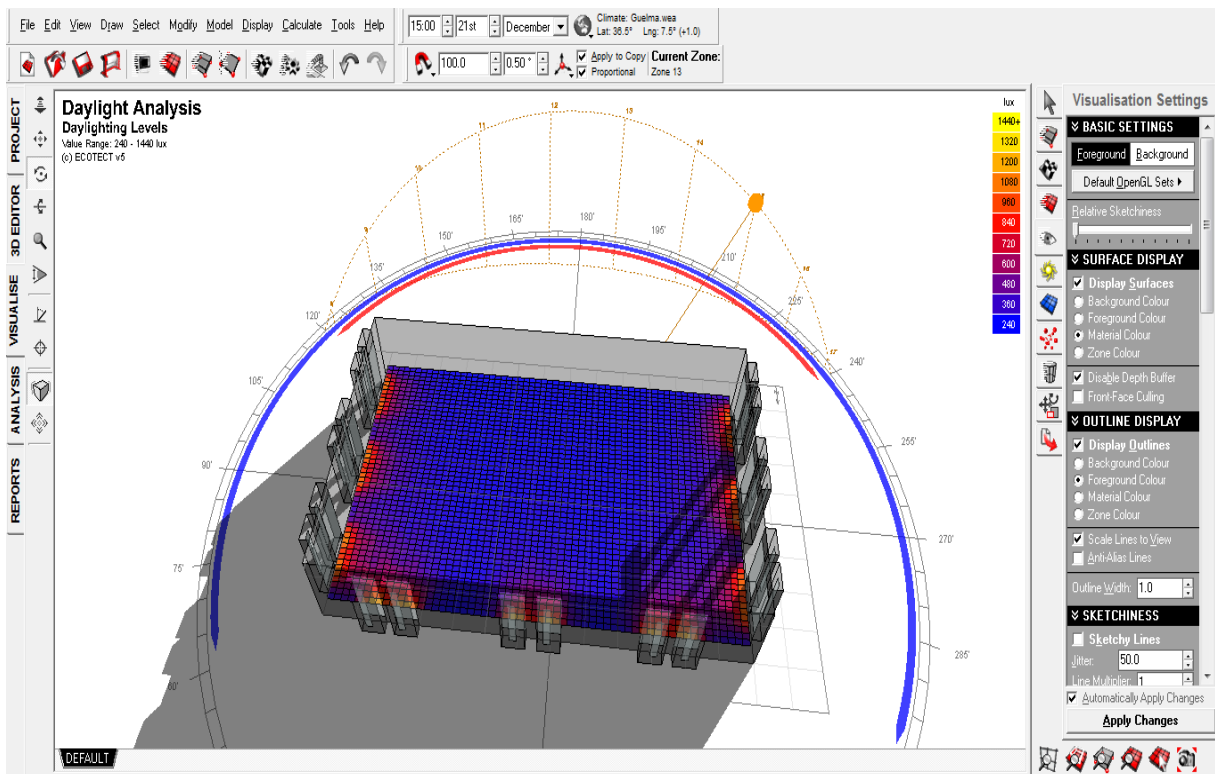 File Edit View Draw Select Modify Model Display Calculate Tools Help
15:00 21st December Climate: Guelma.wea
Lat: 36.5° Lng: 7.5° (+1.0)
100.0 0.50 ° Apply to Copy Current Zone:
Proportional Zone 13
PROJECT
3D EDITOR
VISUALISE
ANALYSIS
REPORTS
Daylight Analysis
Daylighting Levels
Value Range: 240 - 1440 lux
(c) ECOTECT v5
lux
1440+
1320
1200
1080
960
840
720
600
480
360
240
11
12
13
14
16
17
75'
90'
105'
120'
135'
150'
165'
180'
195'
210'
240'
255'
270'
285'
DEFAULT
Visualisation Settings
BASIC SETTINGS
Foreground Background
Default OpenGL Sets
Relative Sketchiness
SURFACE DISPLAY
Display Surfaces
Background Colour
Foreground Colour
Material Colour
Zone Colour
Disable Depth Buffer
Front-Face Culling
OUTLINE DISPLAY
Display Outlines
Background Colour
Foreground Colour
Material Colour
Zone Colour
Scale Lines to View
Anti-Alias Lines
Outline Width: 1.0
SKETCHINESS
Sketchy Lines
Jitter: 50.0
Line Multiplier: 1
Automatically Apply Changes
Apply Changes